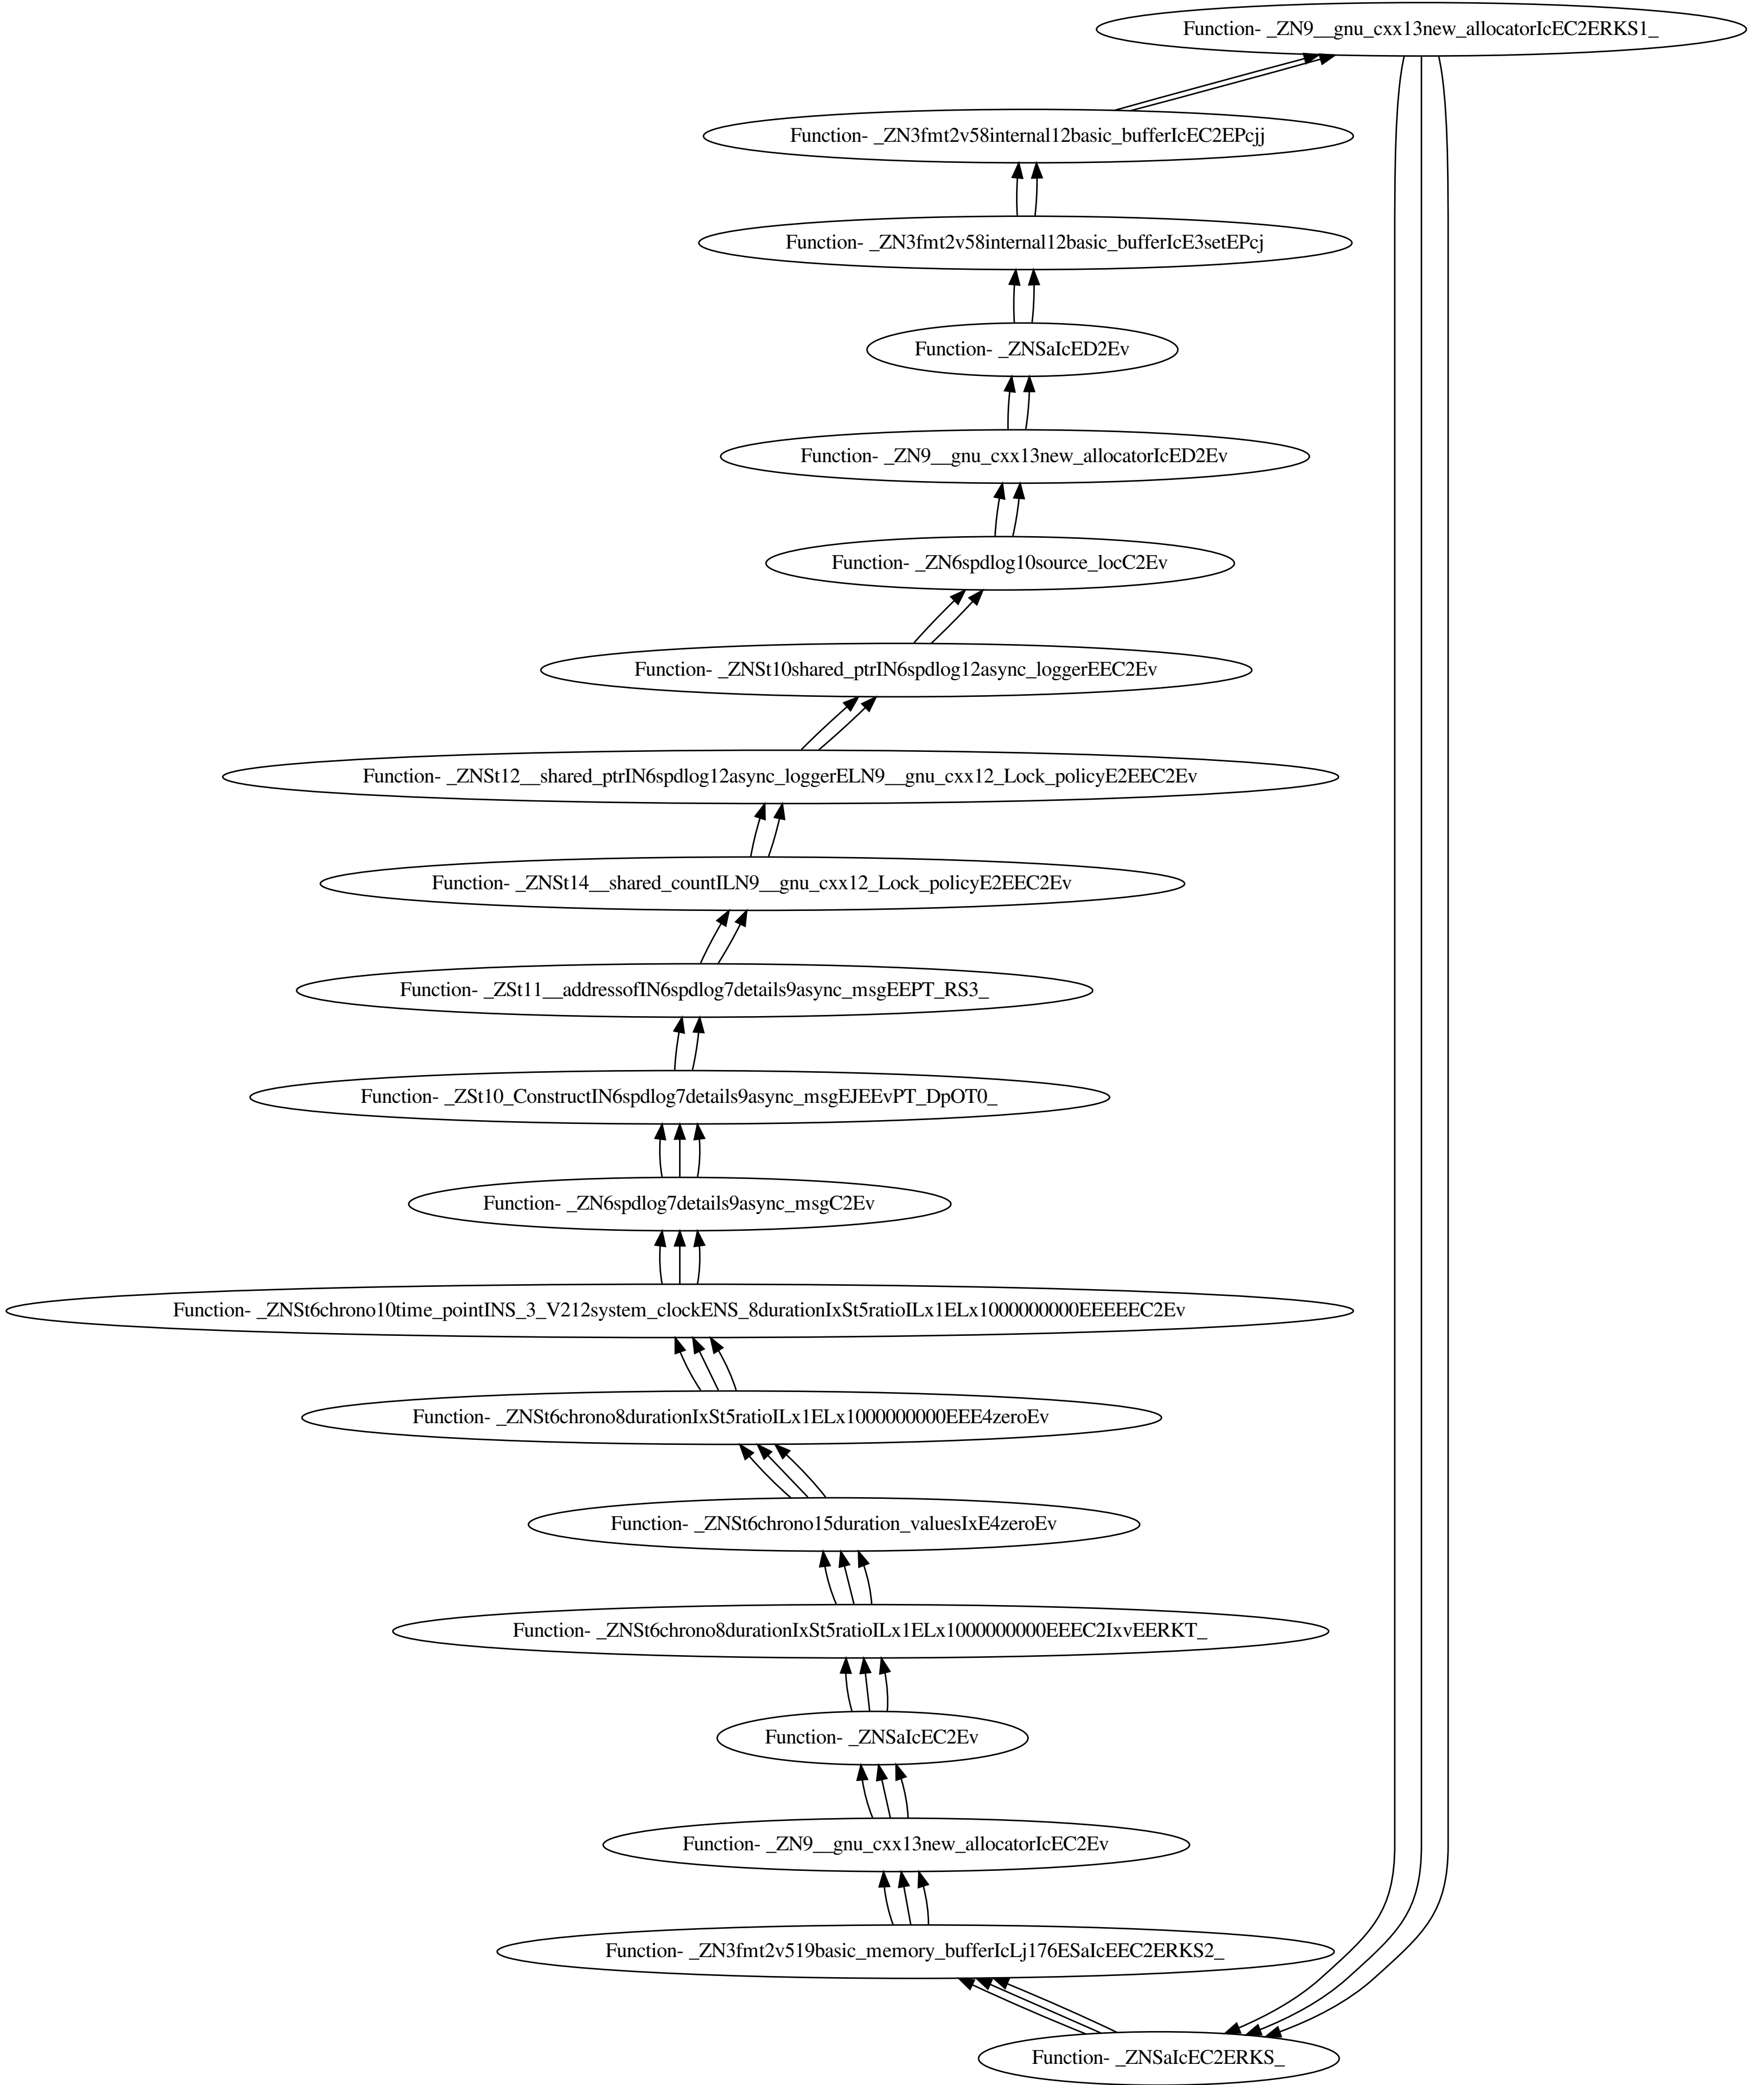 Function- _ZN9__gnu_cxx13new_allocatorIcEC2ERKS1_
Function- _ZN3fmt2v58internal12basic_bufferIcEC2EPcjj
Function- _ZN3fmt2v58internal12basic_bufferIcE3setEPcj
Function- _ZNSaIcED2Ev
Function- _ZN9__gnu_cxx13new_allocatorIcED2Ev
Function- _ZN6spdlog10source_locC2Ev
Function- _ZNSt10shared_ptrIN6spdlog12async_loggerEEC2Ev
Function- _ZNSt12__shared_ptrIN6spdlog12async_loggerELN9__gnu_cxx12_Lock_policyE2EEC2Ev
Function- _ZNSt14__shared_countILN9__gnu_cxx12_Lock_policyE2EEC2Ev
Function- _ZSt11__addressofIN6spdlog7details9async_msgEEPT_RS3_
Function- _ZSt10_ConstructIN6spdlog7details9async_msgEJEEvPT_DpOT0_
Function- _ZN6spdlog7details9async_msgC2Ev
Function- _ZNSt6chrono10time_pointINS_3_V212system_clockENS_8durationIxSt5ratioILx1ELx1000000000EEEEEC2Ev
Function- _ZNSt6chrono8durationIxSt5ratioILx1ELx1000000000EEE4zeroEv
Function- _ZNSt6chrono15duration_valuesIxE4zeroEv
Function- _ZNSt6chrono8durationIxSt5ratioILx1ELx1000000000EEEC2IxvEERKT_
Function- _ZNSaIcEC2Ev
Function- _ZN9__gnu_cxx13new_allocatorIcEC2Ev
Function- _ZN3fmt2v519basic_memory_bufferIcLj176ESaIcEEC2ERKS2_
Function- _ZNSaIcEC2ERKS_